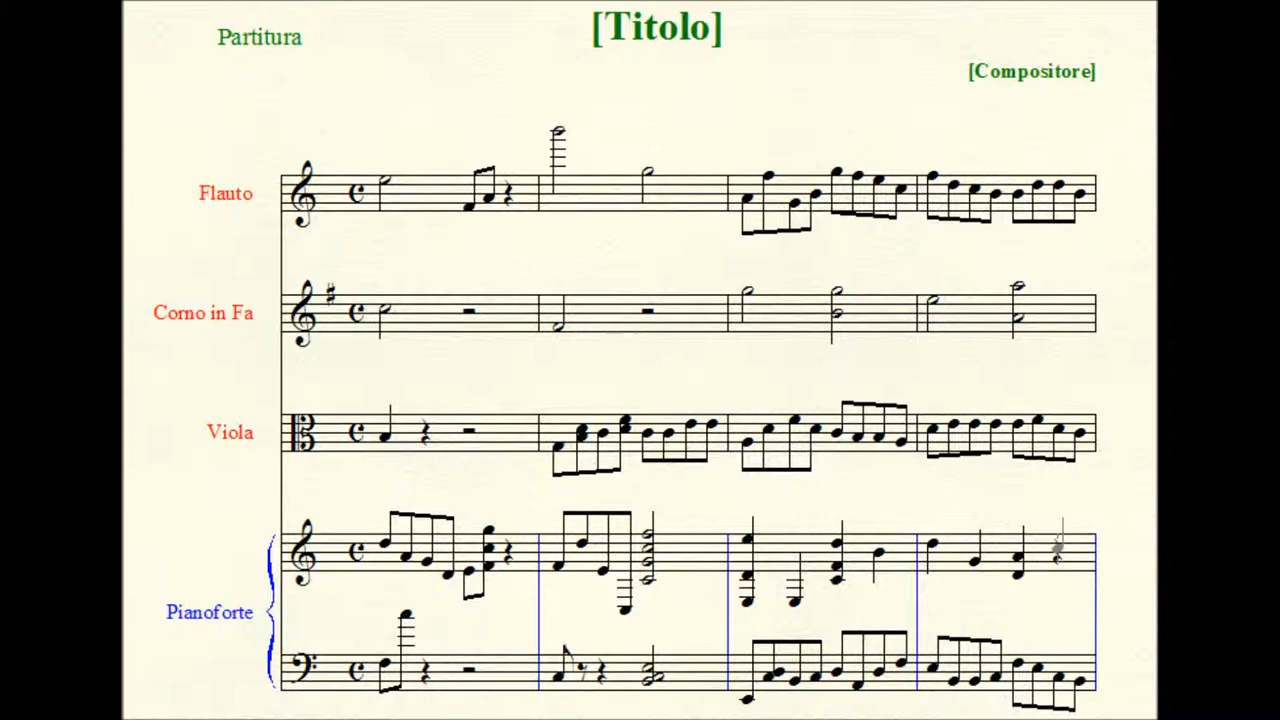 Partitura
[Titolo]
[Compositore]
Flauto
Corno in Fa
Viola
Pianoforte